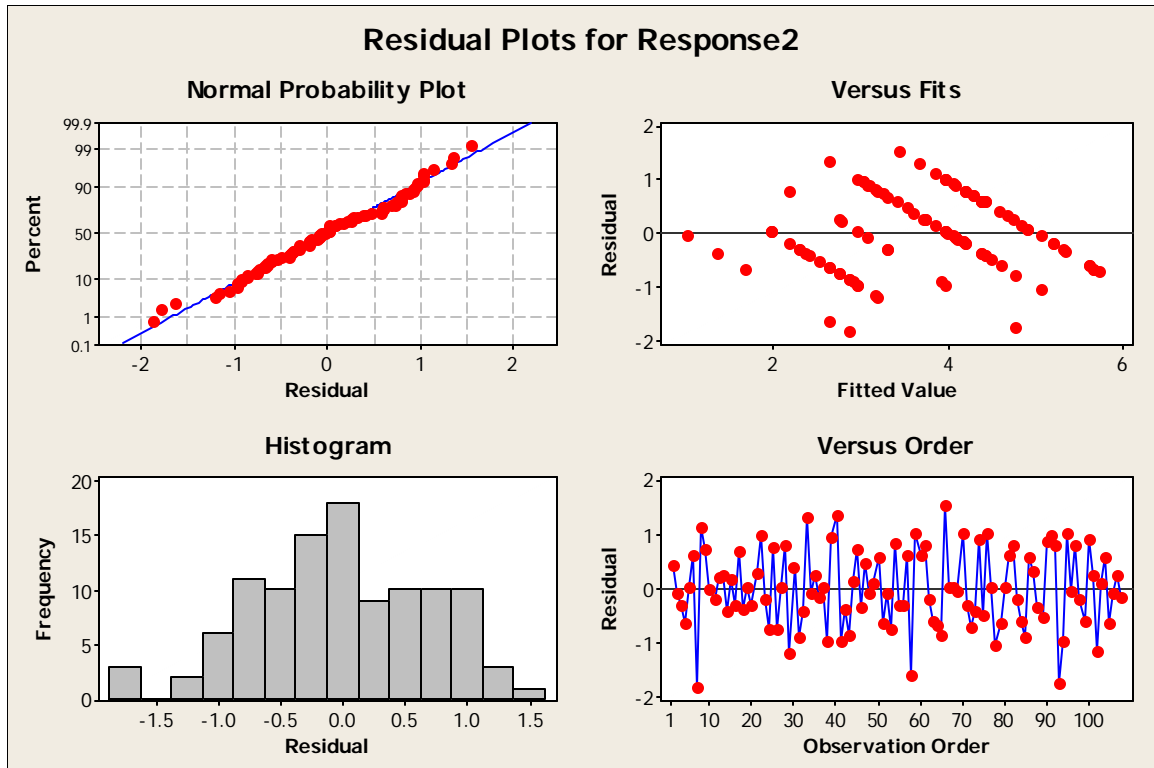 Residual Plots for Response2
Normal Probability Plot
99.9
99
90
50
10
1
0.1
Percent
-2 -1 0 1 2
Residual
Versus Fits
2
1
0
-1
-2
Residual
2 4 6
Fitted Value
Histogram
20
15
10
5
0
Frequency
-1.5 -1.0 -0.5 0.0 0.5 1.0 1.5
Residual
Versus Order
2
1
0
-1
-2
Residual
1 10 20 30 40 50 60 70 80 90 100
Observation Order